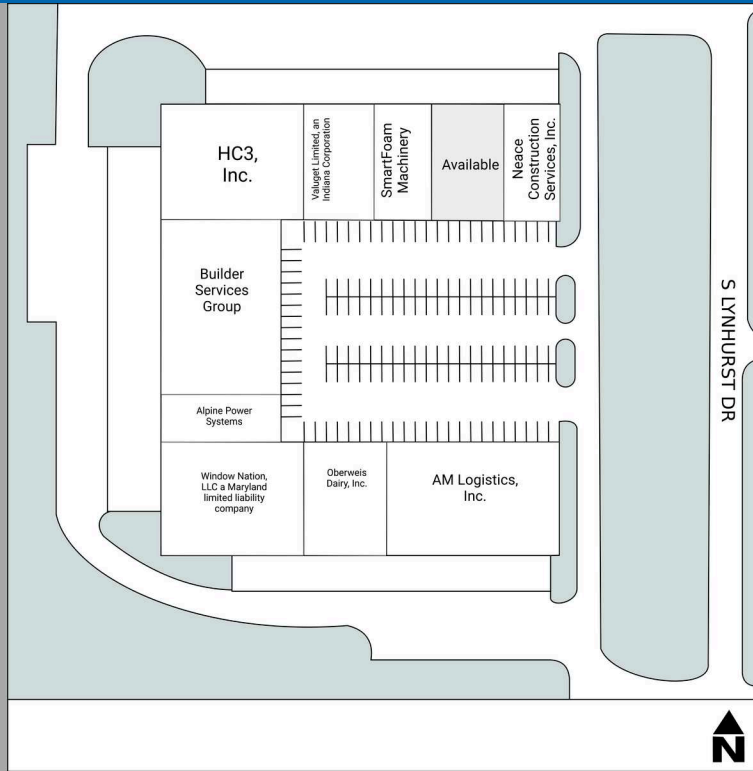 HC3,
Inc.
Valuget Limited, an
Indiana Corporation
SmartFoam
Machinery
Available
Neace
Construction
Services, Inc.
Builder
Services
Group
Alpine Power
Systems
Window Nation,
LLC a Maryland
limited liability
company
Oberweis
Dairy, Inc.
AM Logistics,
Inc.
S LYNHURST DR
N